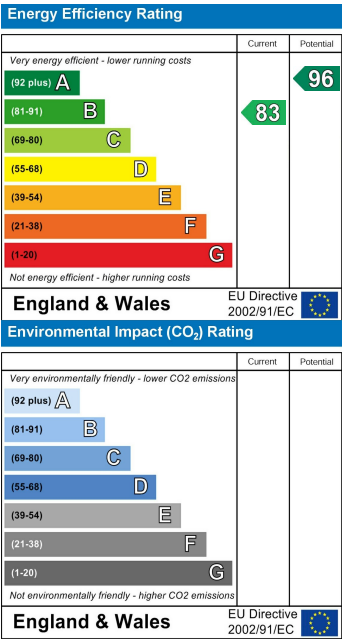 Energy Efficiency Rating
Current Potential
Very energy efficient - lower running costs
(92 plus) A
96
(81-91) B
83
(69-80) C
(55-68) D
(39-54) E
(21-38) F
(1-20) G
Not energy efficient - higher running costs
England & Wales
EU Directive
2002/91/EC
Environmental Impact (CO₂) Rating
Current Potential
Very environmentally friendly - lower CO2 emissions
(92 plus) A
(81-91) B
(69-80) C
(55-68) D
(39-54) E
(21-38) F
(1-20) G
Not environmentally friendly - higher CO2 emissions
England & Wales
EU Directive
2002/91/EC